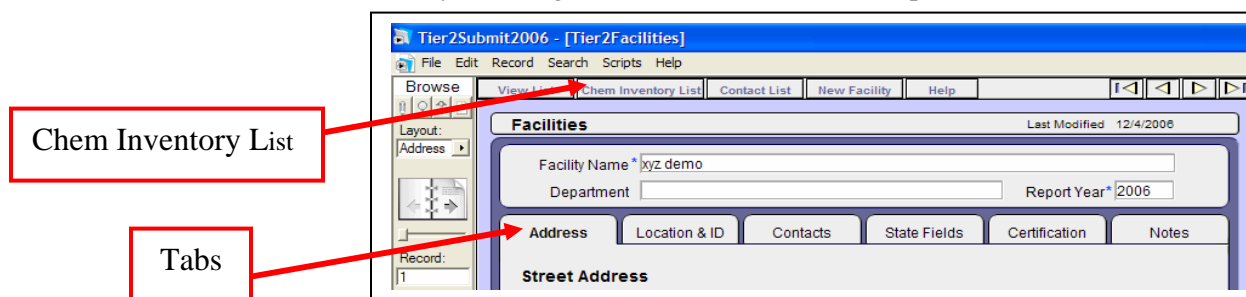 Tier2Submit2006 - [Tier2Facilities]
File Edit Record Search Scripts Help
Browse
View List Chem Inventory List Contact List New Facility Help
Layout:
Address
Facilities Last Modified 12/4/2006
Chem Inventory List
Facility Name* xyz demo
Department Report Year* 2006
Address Location & ID Contacts State Fields Certification Notes
Tabs
Record:
1
Street Address